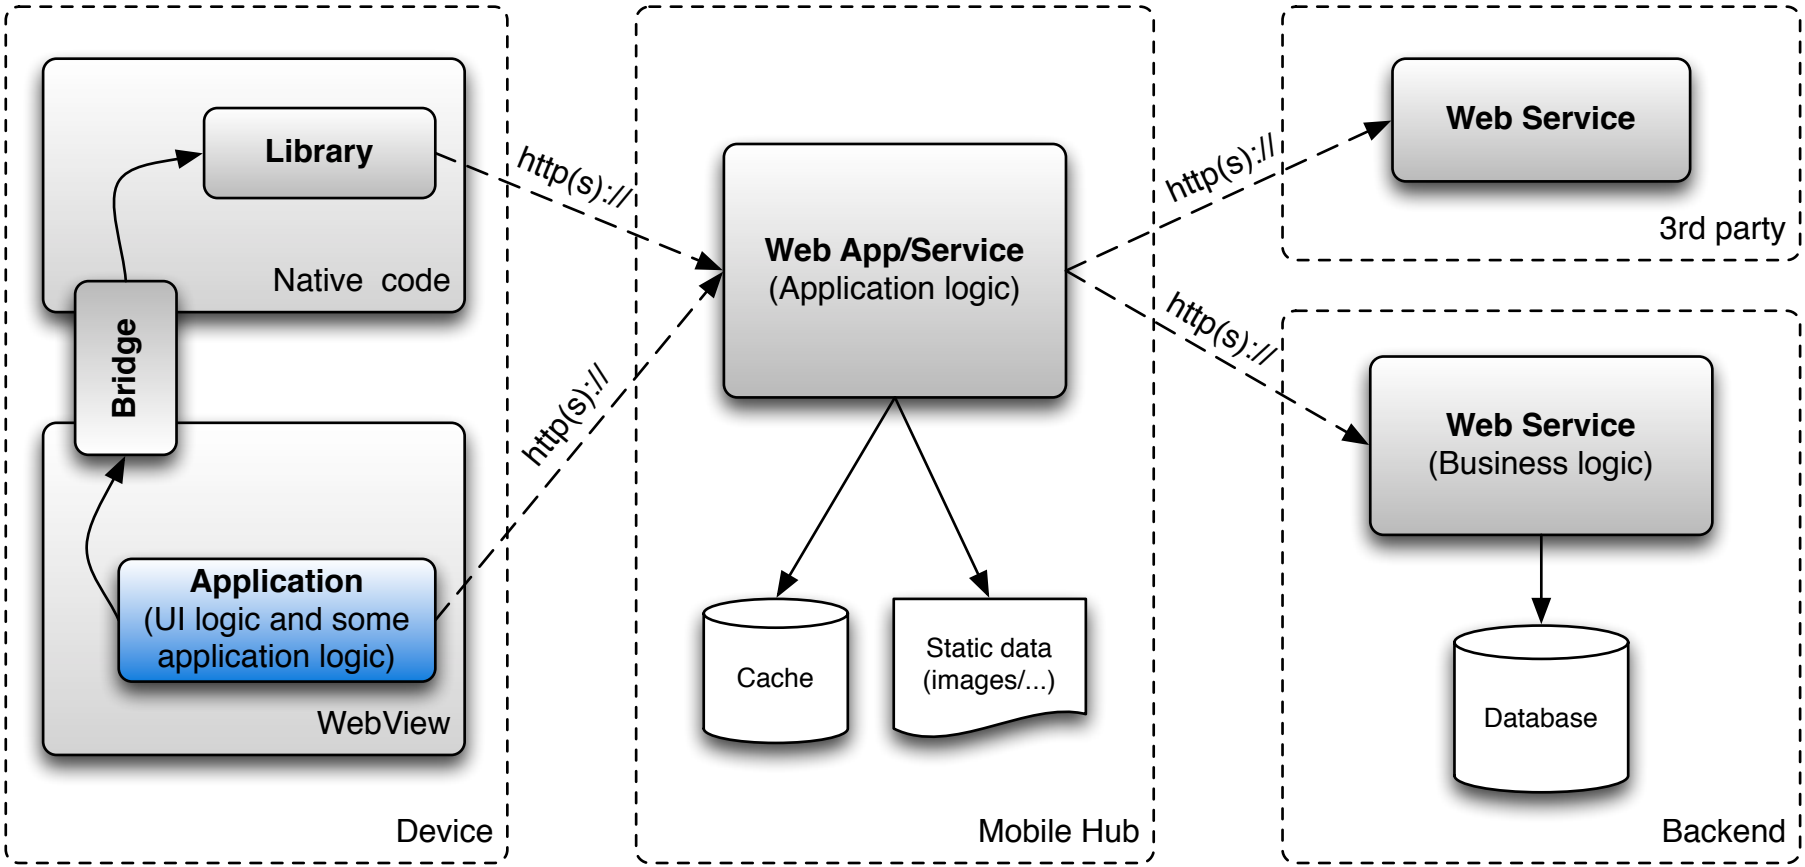 Library
Native code
Bridge
Application
(UI logic and some
application logic)
WebView
Device
http(s)://
http(s)://
Web App/Service
(Application logic)
Cache
Static data
(images/...)
Mobile Hub
http(s)://
http(s)://
Web Service
3rd party
Web Service
(Business logic)
Database
Backend